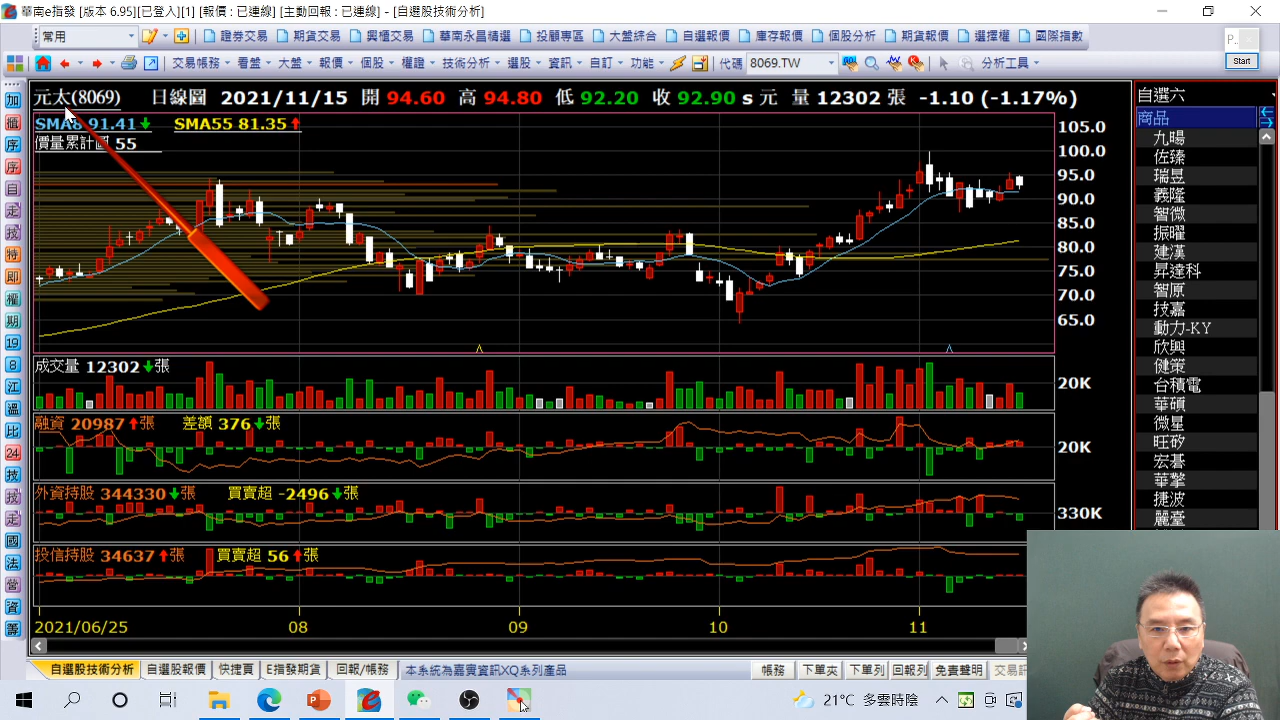 華南e指發 [版本 6.95][已登入][1] [報價 : 已連線] [主動回報 : 已連線] - [自選股技術分析]
常用 證券交易 期貨交易 興櫃交易 華南永昌精選 投顧專區 大盤綜合 自選報價 庫存報價 個股分析 期貨報價 選擇權 國際指數
P..
Start
交易帳務 看盤 大盤 報價 個股 權證 技術分析 選股 資訊 自訂 功能 代碼 8069.TW 分析工具
元太(8069) 日線圖 2021/11/15 開 94.60 高 94.80 低 92.20 收 92.90 s 元 量 12302 張 -1.10 (-1.17%)
SMA8 91.41 SMA55 81.35
價量累計圖 55
105.0
100.0
95.0
90.0
85.0
80.0
75.0
70.0
65.0
成交量 12302 張
20K
融資 20987 張 差額 376 張
20K
外資持股 344330 張 買賣超 -2496 張
330K
投信持股 34637 張 買賣超 56 張
2021/06/25 08 09 10 11
自選六
商品
九暘
佐臻
瑞昱
義隆
智微
振曜
建漢
昇達科
智原
技嘉
動力-KY
欣興
健策
台積電
華碩
微星
旺矽
宏碁
華擎
捷波
麗臺
加
序
序
自
走
技
特
即
權
期
19
8
江
溫
比
24
技
技
走
國
法
當
資
籌
自選股技術分析 自選股報價 快捷頁 E指發期貨 回報/帳務 本系統為嘉實資訊XQ系列產品 帳務 下單夾 下單列 回報列 免責聲明
21°C 多雲時陰